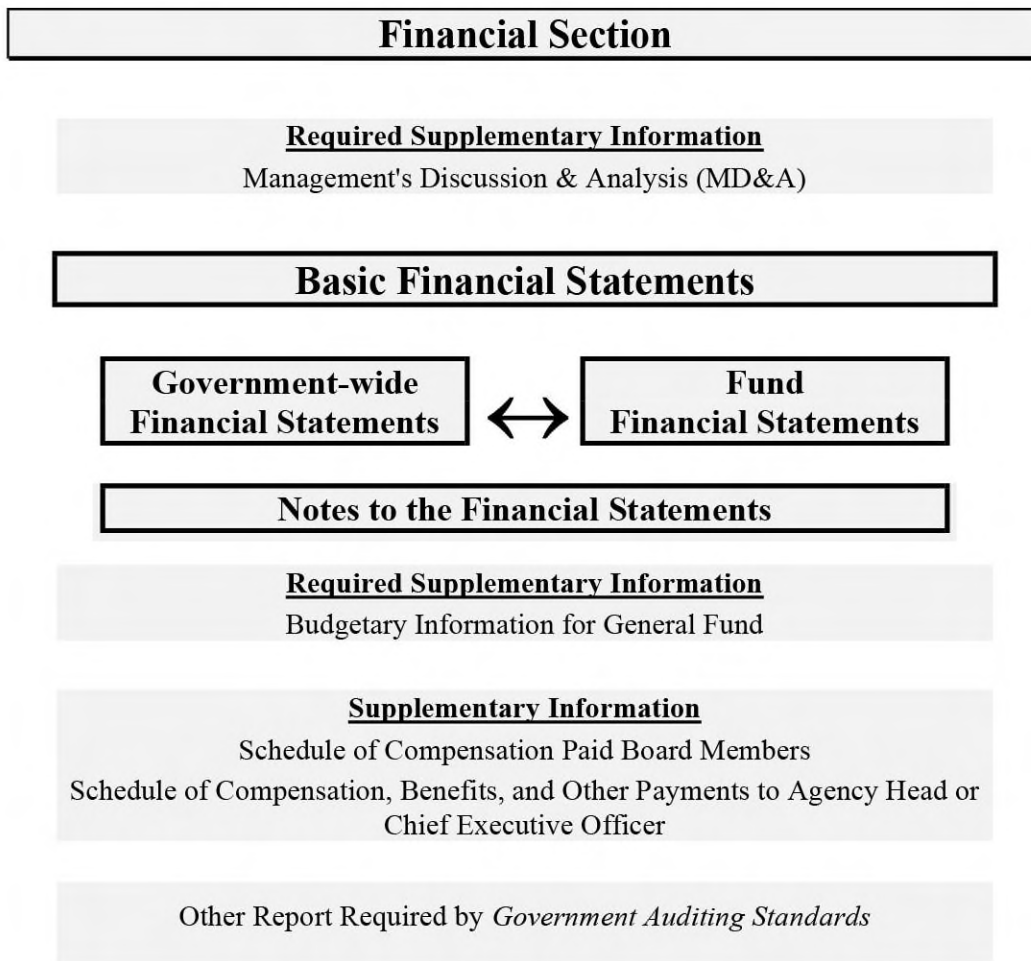 Financial Section
Required Supplementary Information
Management's Discussion & Analysis (MD&A)
Basic Financial Statements
Government-wide
Financial Statements
Fund
Financial Statements
Notes to the Financial Statements
Required Supplementary Information
Budgetary Information for General Fund
Supplementary Information
Schedule of Compensation Paid Board Members
Schedule of Compensation, Benefits, and Other Payments to Agency Head or
Chief Executive Officer
Other Report Required by Government Auditing Standards